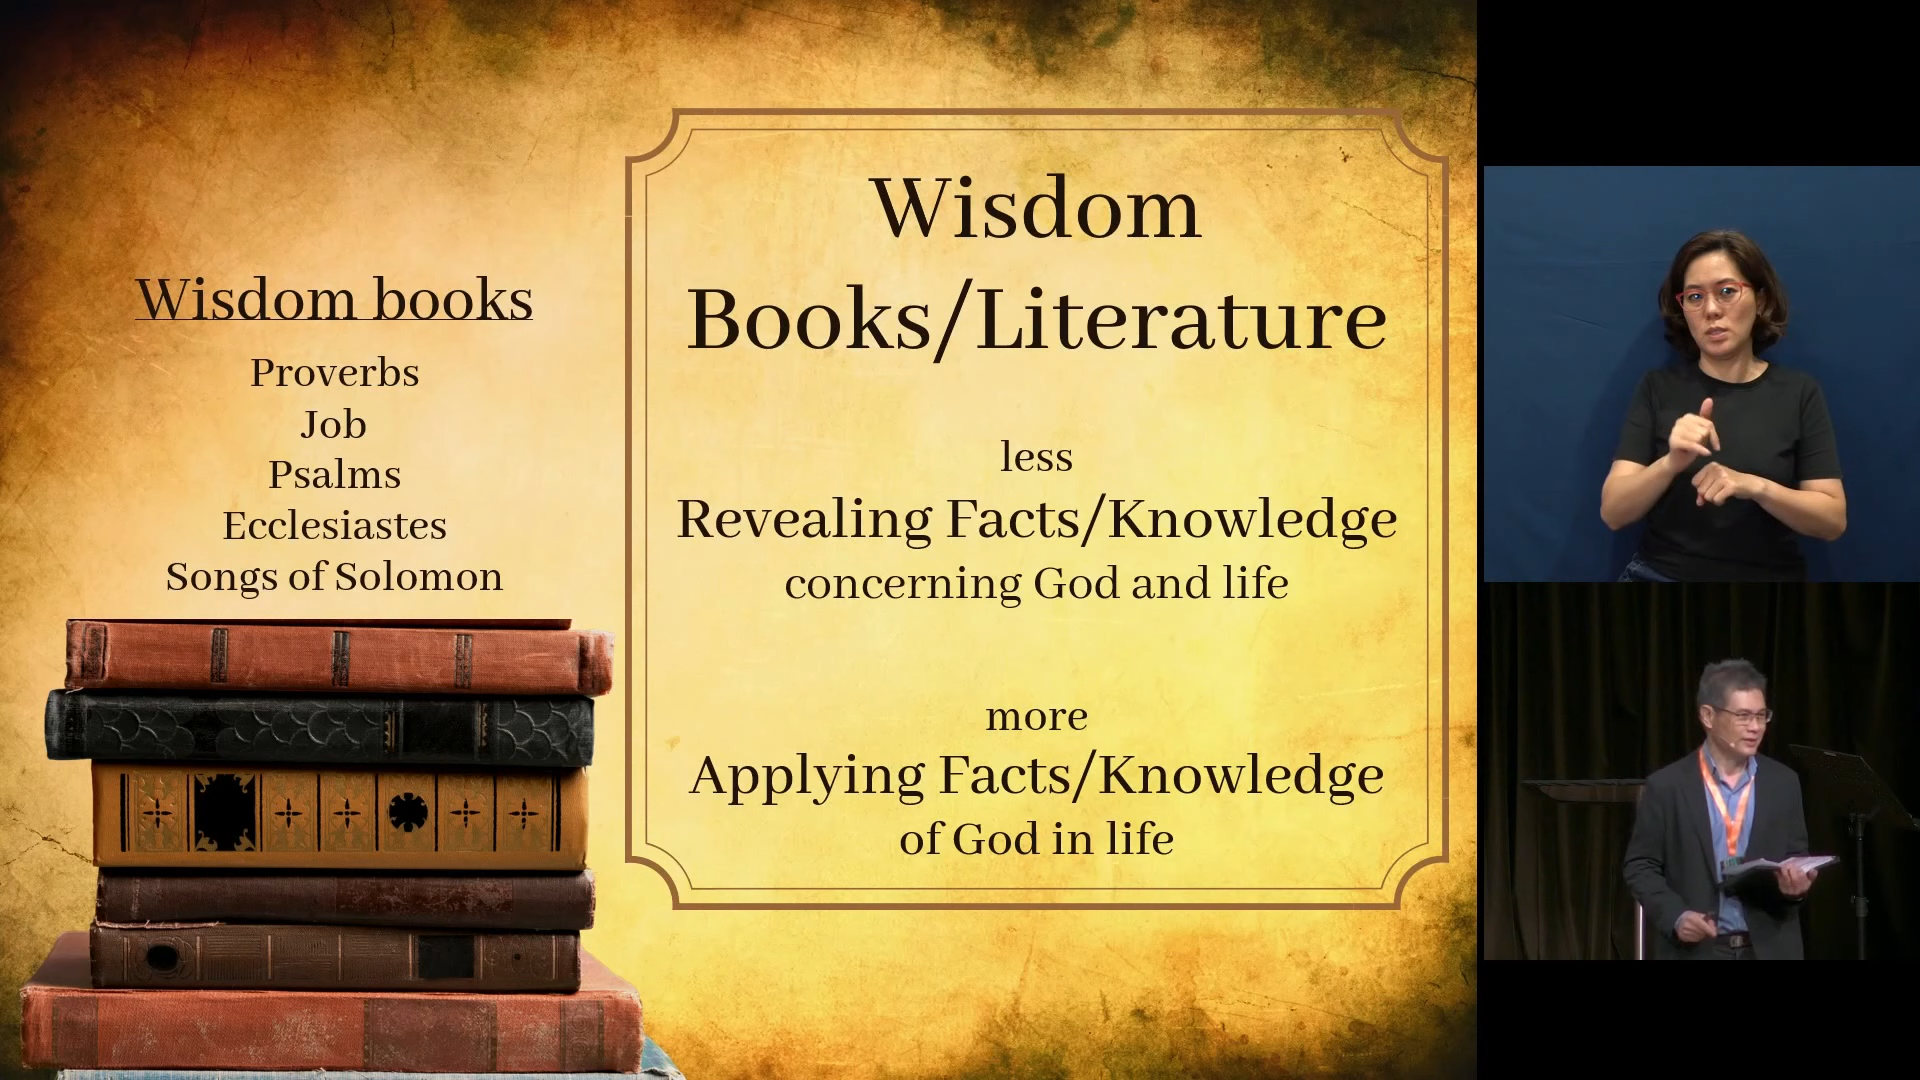 Wisdom books
Proverbs
Job
Psalms
Ecclesiastes
Songs of Solomon
Wisdom
Books/Literature
less
Revealing Facts/Knowledge
concerning God and life
more
Applying Facts/Knowledge
of God in life